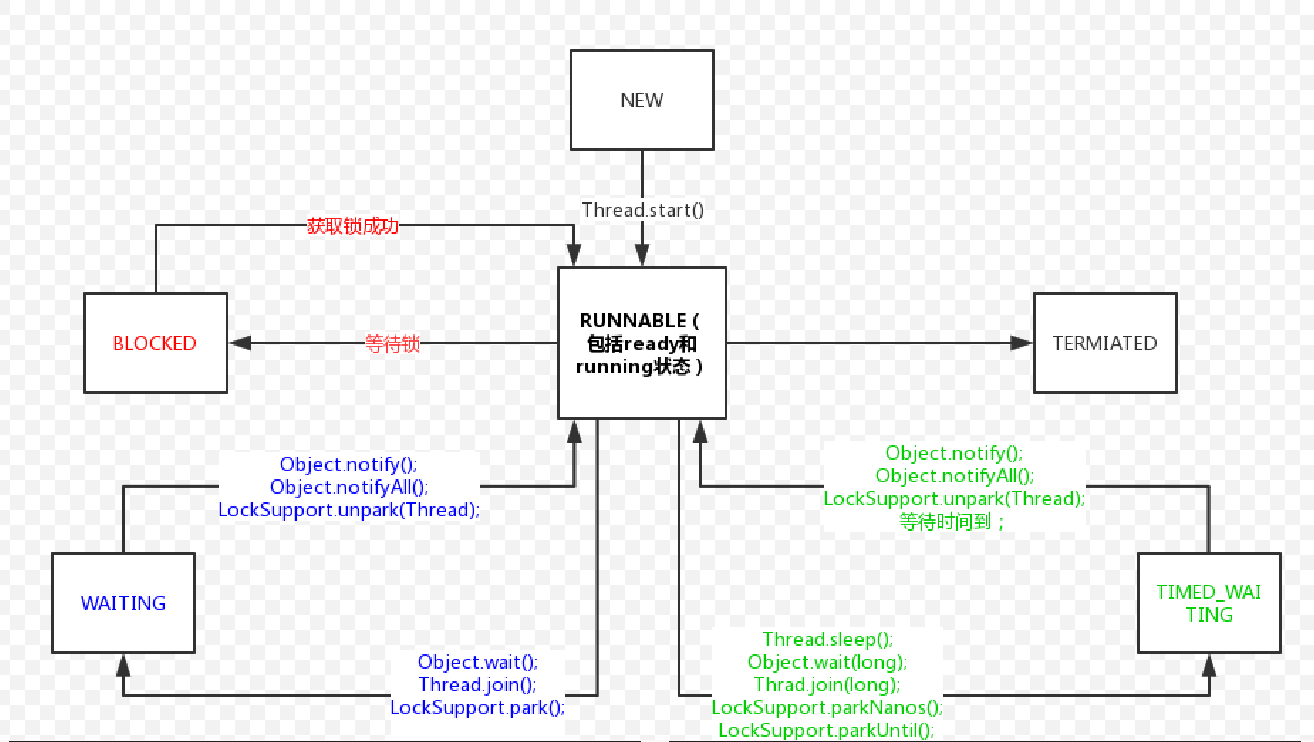 NEW
Thread.start()
获取锁成功
BLOCKED
等待锁
RUNNABLE (
包括ready和
running状态 )
TERMIATED
Object.notify();
Object.notifyAll();
LockSupport.unpark(Thread);
Object.notify();
Object.notifyAll();
LockSupport.unpark(Thread);
等待时间到 ;
WAITING
TIMED_WAI
TING
Object.wait();
Thread.join();
LockSupport.park();
Thread.sleep();
Object.wait(long);
Thrad.join(long);
LockSupport.parkNanos();
LockSupport.parkUntil();